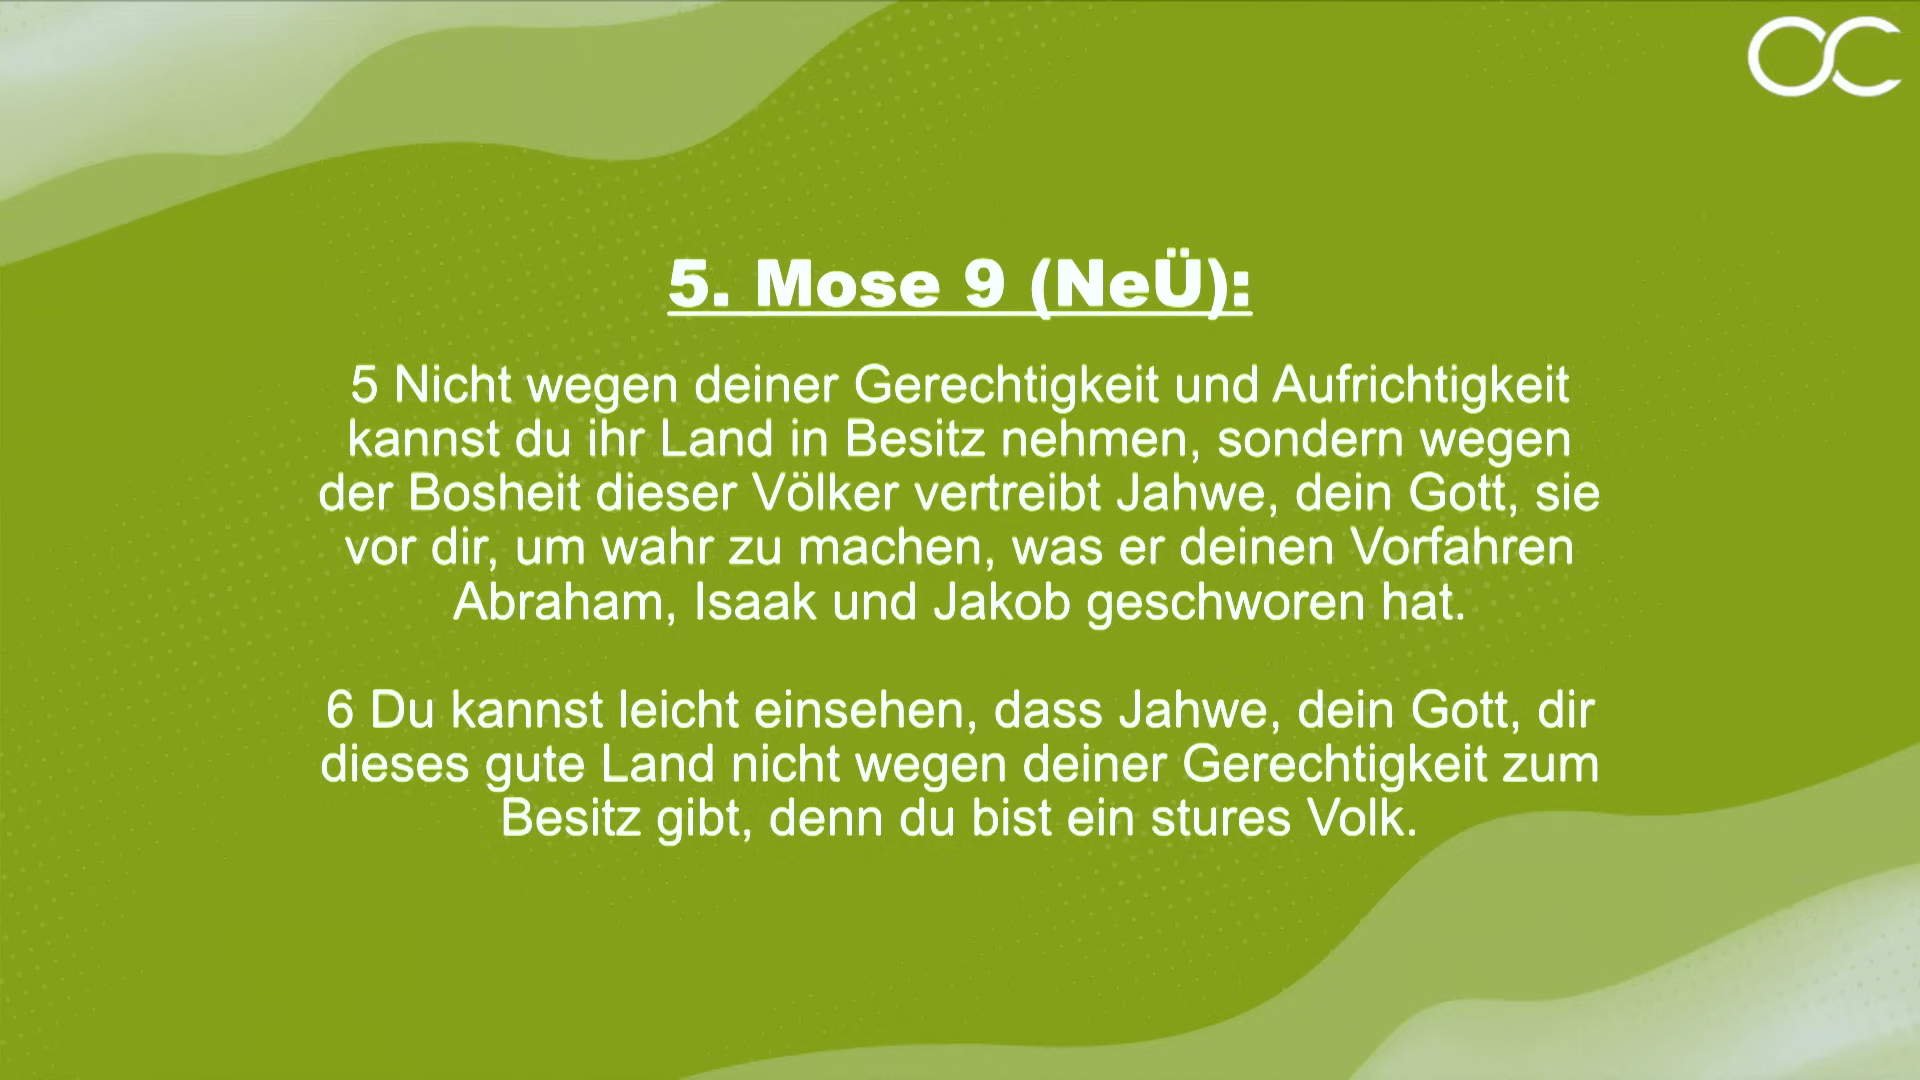 OC
5. Mose 9 (NeÜ):
5 Nicht wegen deiner Gerechtigkeit und Aufrichtigkeit
kannst du ihr Land in Besitz nehmen, sondern wegen
der Bosheit dieser Völker vertreibt Jahwe, dein Gott, sie
vor dir, um wahr zu machen, was er deinen Vorfahren
Abraham, Isaak und Jakob geschworen hat.
6 Du kannst leicht einsehen, dass Jahwe, dein Gott, dir
dieses gute Land nicht wegen deiner Gerechtigkeit zum
Besitz gibt, denn du bist ein stures Volk.